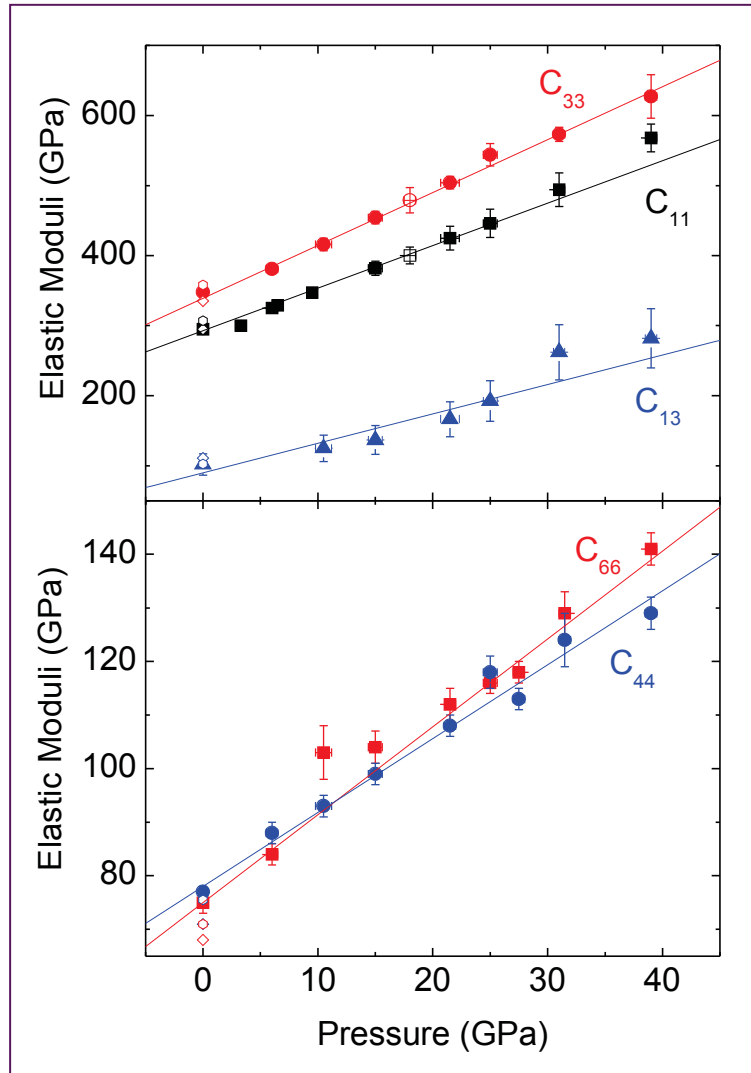 Elastic Moduli (GPa)
600
400
200
C33
C11
C13
Elastic Moduli (GPa)
140
120
100
80
C66
C44
0 10 20 30 40
Pressure (GPa)